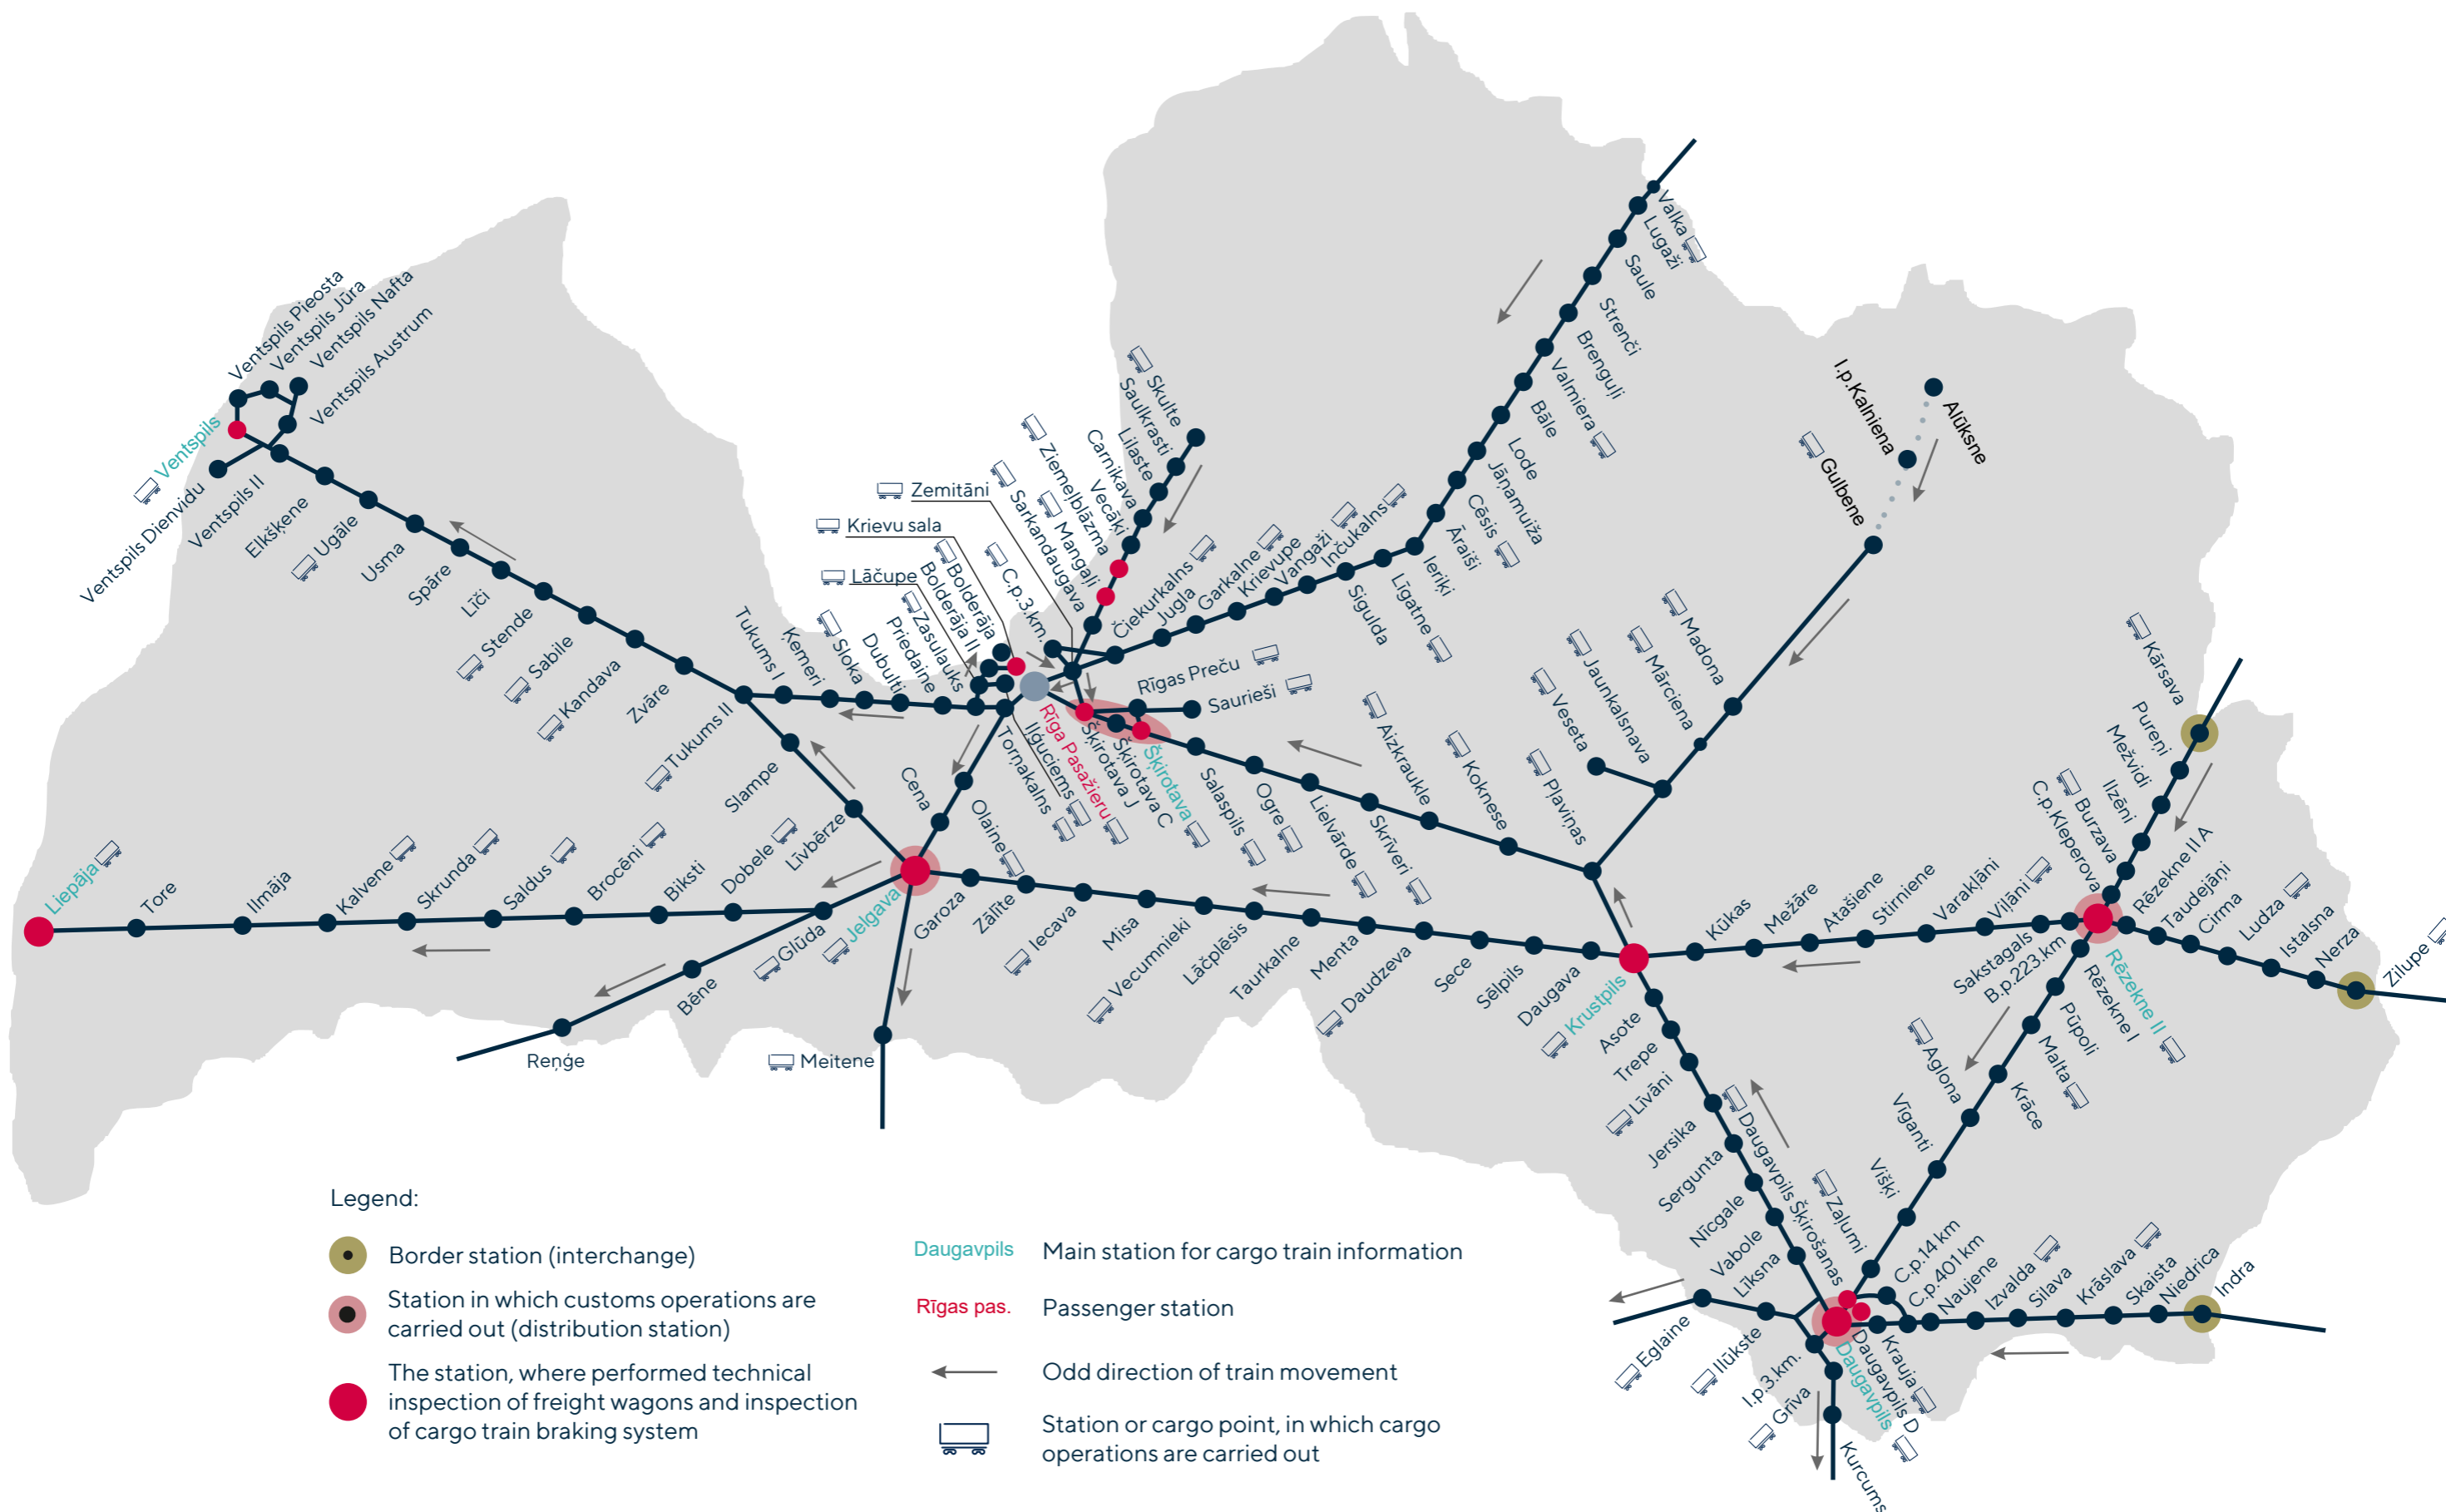 Ventspils Pieosta
Ventspils Jūra
Ventspils Nafta
Ventspils Austrum
Ventspils
Ventspils Dienvidu
Ventspils II
Elkšķene
Ugāle
Usma
Spāre
Līči
Stende
Sabile
Kandava
Zvāre
Tukums II
Tukums I
Ķemeri
Sloka
Dubulti
Priedaine
Zasulauks
Bolderāja II
Bolderāja
Lāčupe
Krievu sala
Zemitāni
C.p.3.km.
Sarkandaugava
Mangaļi
Ziemeļblāzma
Vecāki
Carnikava
Lilaste
Saulkrasti
Skulte
Čiekurkalns
Jugla
Garkalne
Krievupe
Vangaži
Inčukalns
Sigulda
Līgatne
Ieriķi
Āraiši
Cēsis
Jāņamuiža
Lode
Bāle
Valmiera
Brenguļi
Strenči
Saule
Lugaži
Valka
I.p.Kalniena
Alūksne
Gulbene
Madona
Mārciena
Jaunkalsnava
Veseta
Pļaviņas
Koknese
Aizkraukle
Skrīveri
Lielvārde
Ogre
Salaspils
Rīgas Preču
Saurieši
Šķirotava
Šķirotava C
Šķirotava J
Rīga Pasažieru
Iļģuciems
Torņakalns
Cena
Olaine
Slampe
Līvbērze
Jelgava
Liepāja
Tore
Ilmāja
Kalvene
Skrunda
Saldus
Brocēni
Biksti
Dobele
Glūda
Bēne
Reņģe
Meitene
Garoza
Zālīte
Iecava
Misa
Vecumnieki
Lāčplēsis
Taurkalne
Menta
Daudzeva
Sece
Sēlpils
Daugava
Krustpils
Kūkas
Mežāre
Atašiene
Stirniene
Varakļāni
Viļāni
Sakstagals
B.p.223.km
Rēzekne I
Rēzekne II
Kārsava
Pureņi
Mežvidi
Ilzēni
Burzava
C.p.Kleperova
Rēzekne II A
Taudejāņi
Cirma
Ludza
Istalsna
Nerza
Zilupe
Pūpoli
Malta
Krāce
Aglona
Vīganti
Višķi
Zaļumi
Asote
Trepe
Līvāni
Jersika
Sergunta
Nīcgale
Vabole
Līksna
Daugavpils Šķirošanas
C.p.14 km
C.p.401 km
Naujene
Izvalda
Silava
Krāslava
Skaista
Niedrica
Indra
Krauja
Daugavpils D
Daugavpils
Eglaine
Ilūkste
I.p.3.km.
Grīva
Kurcums
Legend:
Border station (interchange)
Station in which customs operations are
carried out (distribution station)
The station, where performed technical
inspection of freight wagons and inspection
of cargo train braking system
Daugavpils Main station for cargo train information
Rīgas pas. Passenger station
Odd direction of train movement
Station or cargo point, in which cargo
operations are carried out